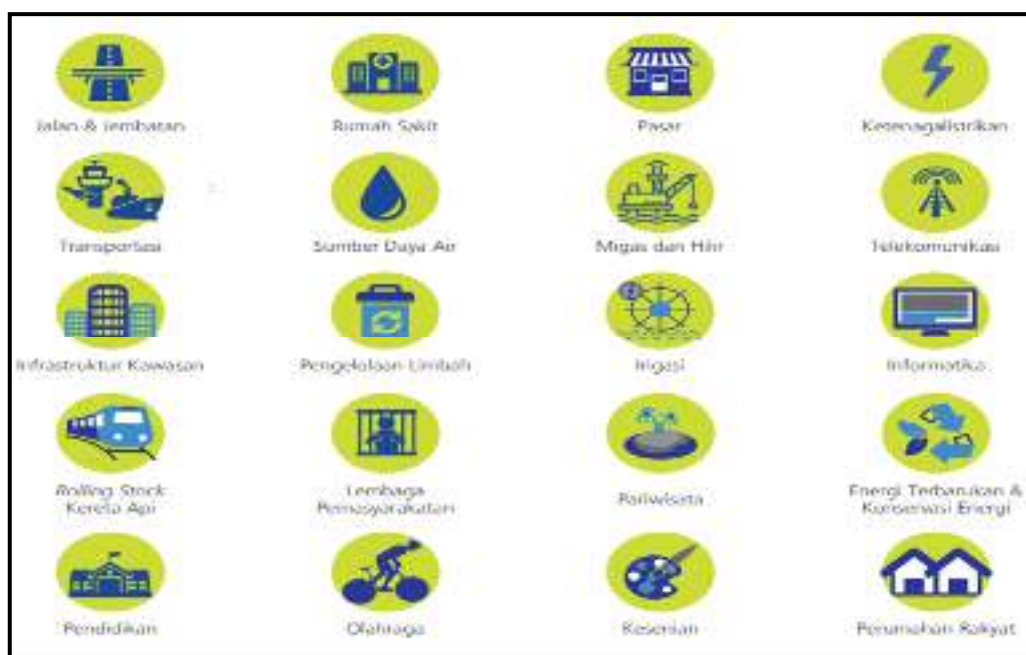 Jalan & Jembatan
Rumah Sakit
Pasar
Ketenagalistrikan
Transportasi
Sumber Daya Air
Migas dan Hilir
Telekomunikasi
Infrastruktur Kawasan
Pengelolaan Limbah
Irigasi
Informatika
Rolling Stock
Kereta Api
Lembaga
Pemasyarakatan
Pariwisata
Energi Terbarukan &
Konservasi Energi
Pendidikan
Olahraga
Kesenian
Perumahan Rakyat